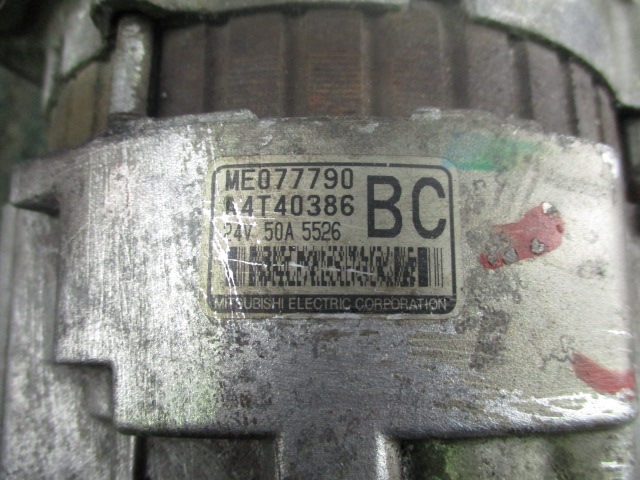 ME077790
A4T40386
BC
24V 50A 5526
MITSUBISHI ELECTRIC CORPORATION